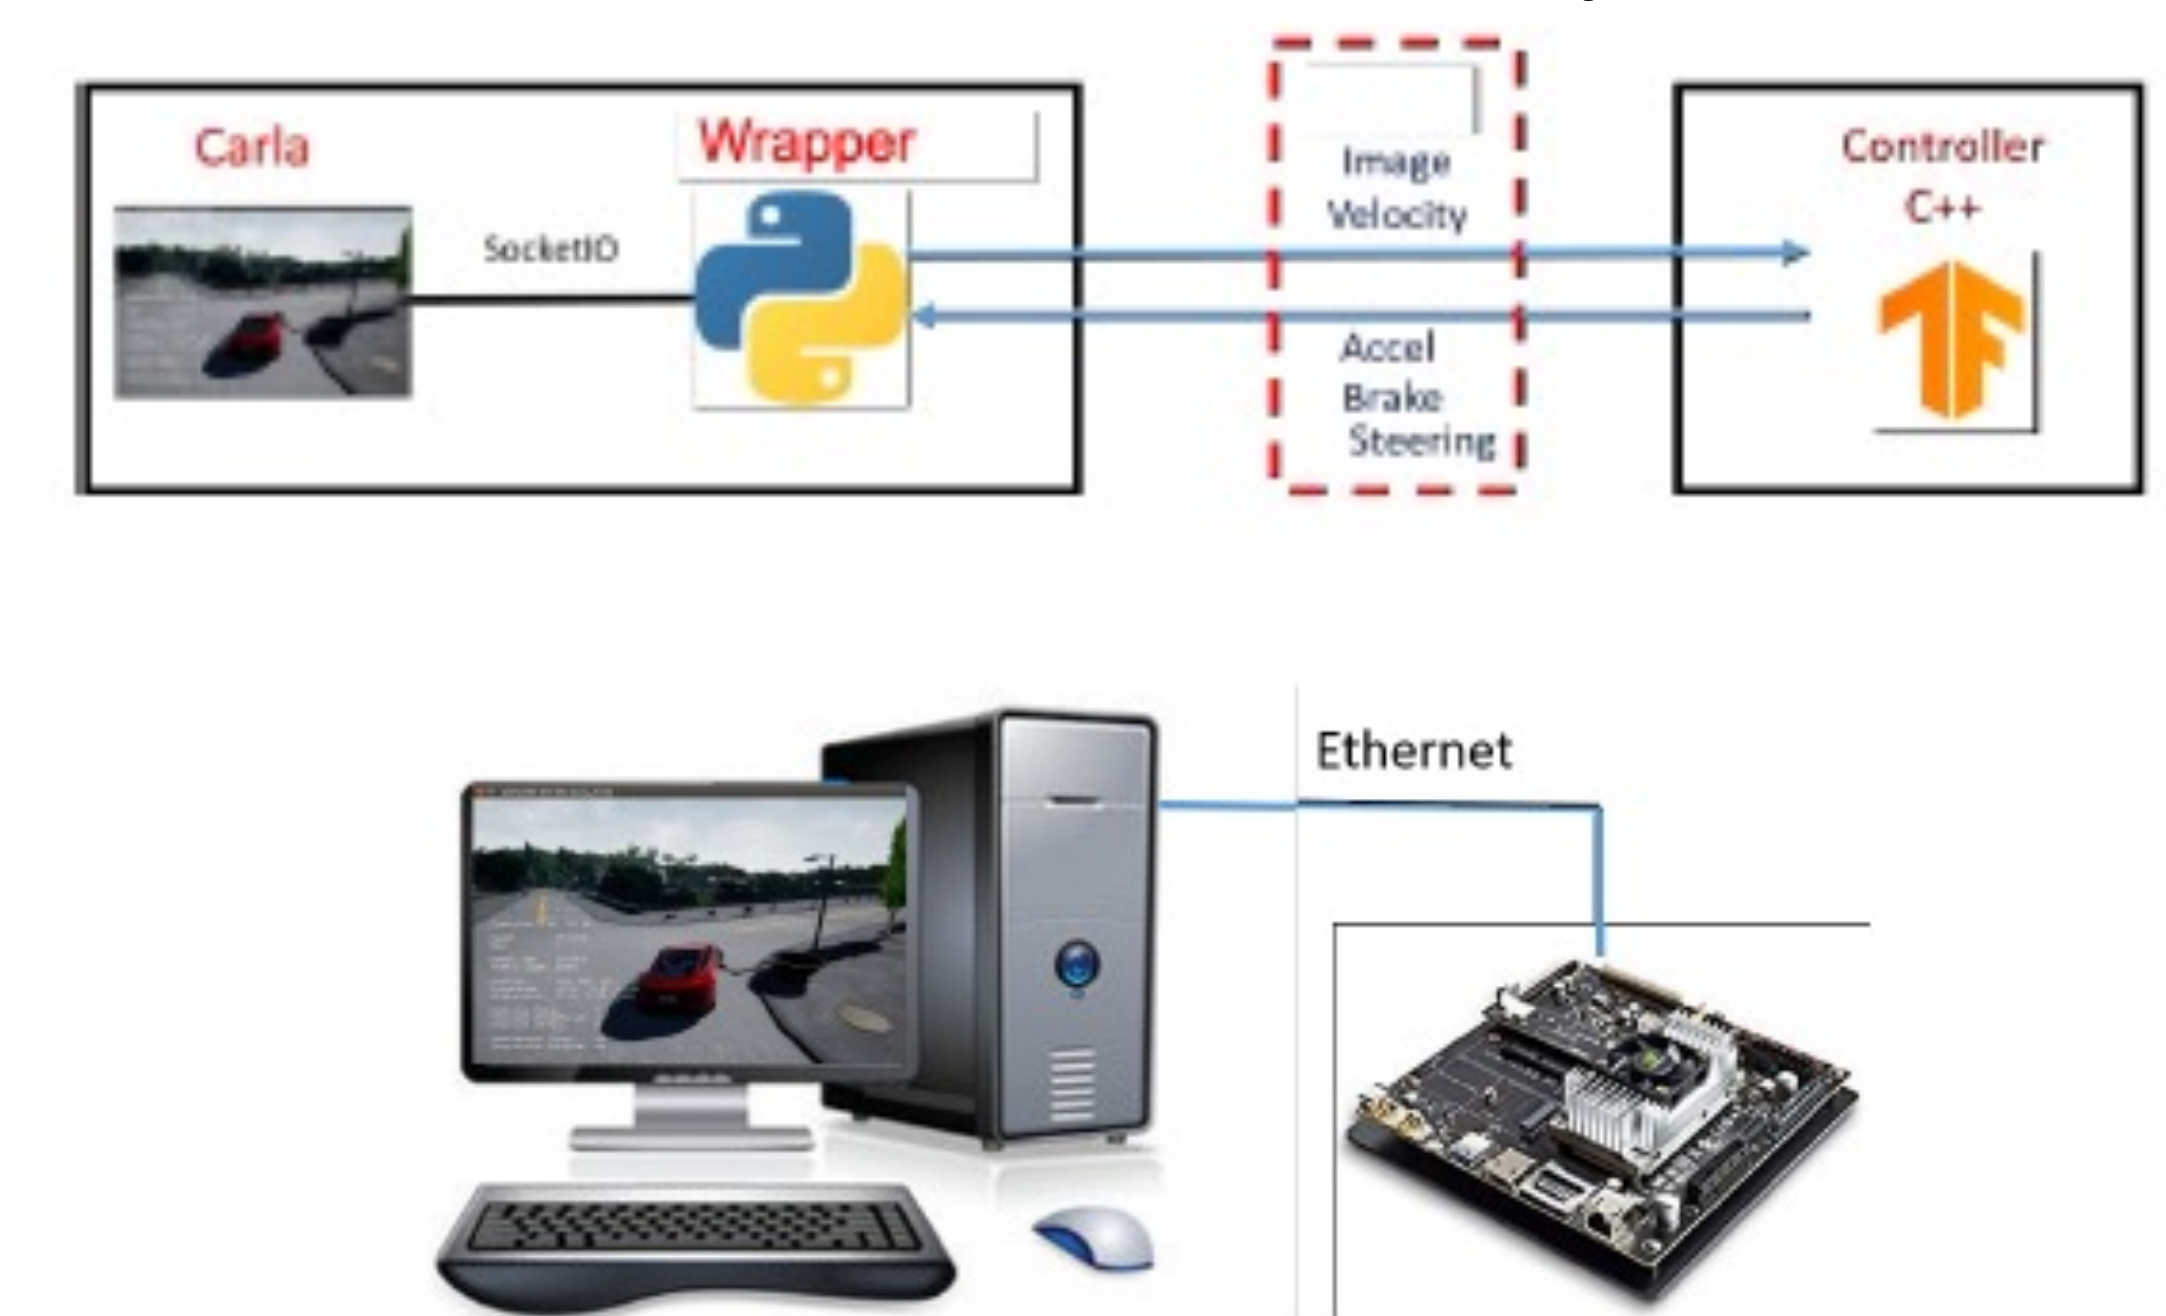 Carla
Wrapper
SocketIO
Image
Velocity
Accel
Brake
Steering
Controller
C++
Ethernet